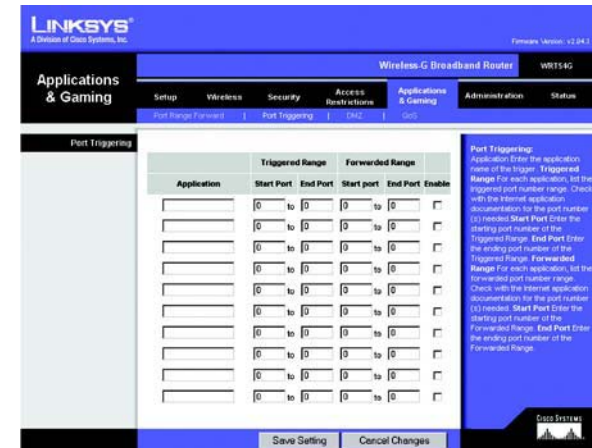 LINKSYS®
A Division of Cisco Systems, Inc.
Firmware Version: v2.04.3
Wireless-G Broadband Router WRT54G
Applications & Gaming
Setup Wireless Security Access Restrictions Applications & Gaming Administration Status
Port Range Forward | Port Triggering | DMZ | QoS
Port Triggering
Triggered Range Forwarded Range
Application Start Port End Port Start port End Port Enable
0 to 0 0 to 0
0 to 0 0 to 0
0 to 0 0 to 0
0 to 0 0 to 0
0 to 0 0 to 0
0 to 0 0 to 0
0 to 0 0 to 0
0 to 0 0 to 0
0 to 0 0 to 0
0 to 0 0 to 0
Port Triggering:
Application Enter the application
name of the trigger. Triggered
Range For each application, list the
triggered port number range. Check
with the Internet application
documentation for the port number
(s) needed. Start Port Enter the
starting port number of the
Triggered Range. End Port Enter
the ending port number of the
Triggered Range. Forwarded
Range For each application, list the
forwarded port number range.
Check with the Internet application
documentation for the port number
(s) needed. Start Port Enter the
starting port number of the
Forwarded Range. End Port Enter
the ending port number of the
Forwarded Range.
Save Setting Cancel Changes
CISCO SYSTEMS